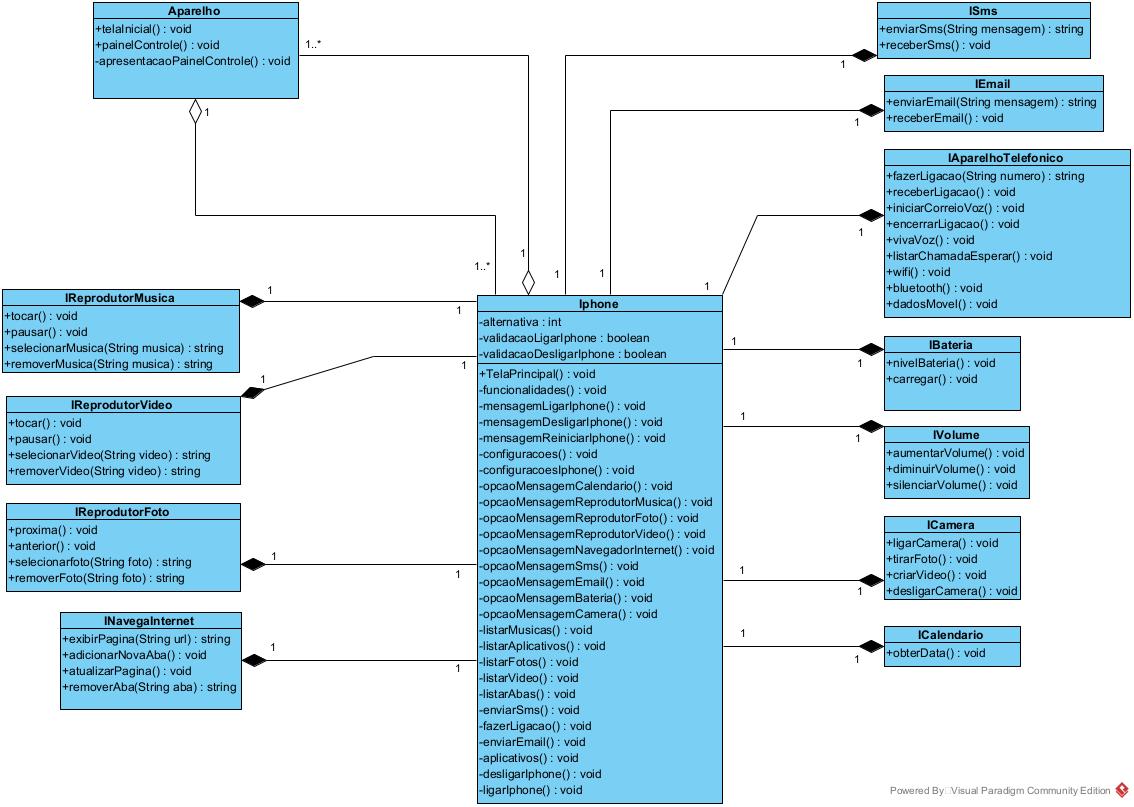 Aparelho
+telaInicial() : void
+painelControle() : void
-apresentacaoPainelControle() : void
1..*
1
1
1..*
ISms
+enviarSms(String mensagem) : string
+receberSms() : void
1
1
IEmail
+enviarEmail(String mensagem) : string
+receberEmail() : void
1
1
IAparelhoTelefonico
+fazerLigacao(String numero) : string
+receberLigacao() : void
+iniciarCorreioVoz() : void
+encerrarLigacao() : void
+vivaVoz() : void
+listarChamadaEsperar() : void
+wifi() : void
+bluetooth() : void
+dadosMovel() : void
1
1
IReprodutorMusica
+tocar() : void
+pausar() : void
+selecionarMusica(String musica) : string
+removerMusica(String musica) : string
1
1
IReprodutorVideo
+tocar() : void
+pausar() : void
+selecionarVideo(String video) : string
+removerVideo(String video) : string
1
1
IReprodutorFoto
+proxima() : void
+anterior() : void
+selecionarfoto(String foto) : string
+removerFoto(String foto) : string
1
1
INavegaInternet
+exibirPagina(String url) : string
+adicionarNovaAba() : void
+atualizarPagina() : void
+removerAba(String aba) : string
1
1
Iphone
-alternativa : int
-validacaoLigarIphone : boolean
-validacaoDesligarIphone : boolean
+TelaPrincipal() : void
-funcionalidades() : void
-mensagemLigarIphone() : void
-mensagemDesligarIphone() : void
-mensagemReiniciarIphone() : void
-configuracoes() : void
-configuracoesIphone() : void
-opcaoMensagemCalendario() : void
-opcaoMensagemReprodutorMusica() : void
-opcaoMensagemReprodutorFoto() : void
-opcaoMensagemReprodutorVideo() : void
-opcaoMensagemNavegadorInternet() : void
-opcaoMensagemSms() : void
-opcaoMensagemEmail() : void
-opcaoMensagemBateria() : void
-opcaoMensagemCamera() : void
-listarMusicas() : void
-listarAplicativos() : void
-listarFotos() : void
-listarVideo() : void
-listarAbas() : void
-enviarSms() : void
-fazerLigacao() : void
-enviarEmail() : void
-aplicativos() : void
-desligarIphone() : void
-ligarIphone() : void
1
1
IBateria
+nivelBateria() : void
+carregar() : void
1
1
IVolume
+aumentarVolume() : void
+diminuirVolume() : void
+silenciarVolume() : void
1
1
ICamera
+ligarCamera() : void
+tirarFoto() : void
+criarVideo() : void
+desligarCamera() : void
1
1
ICalendario
+obterData() : void
Powered By Visual Paradigm Community Edition